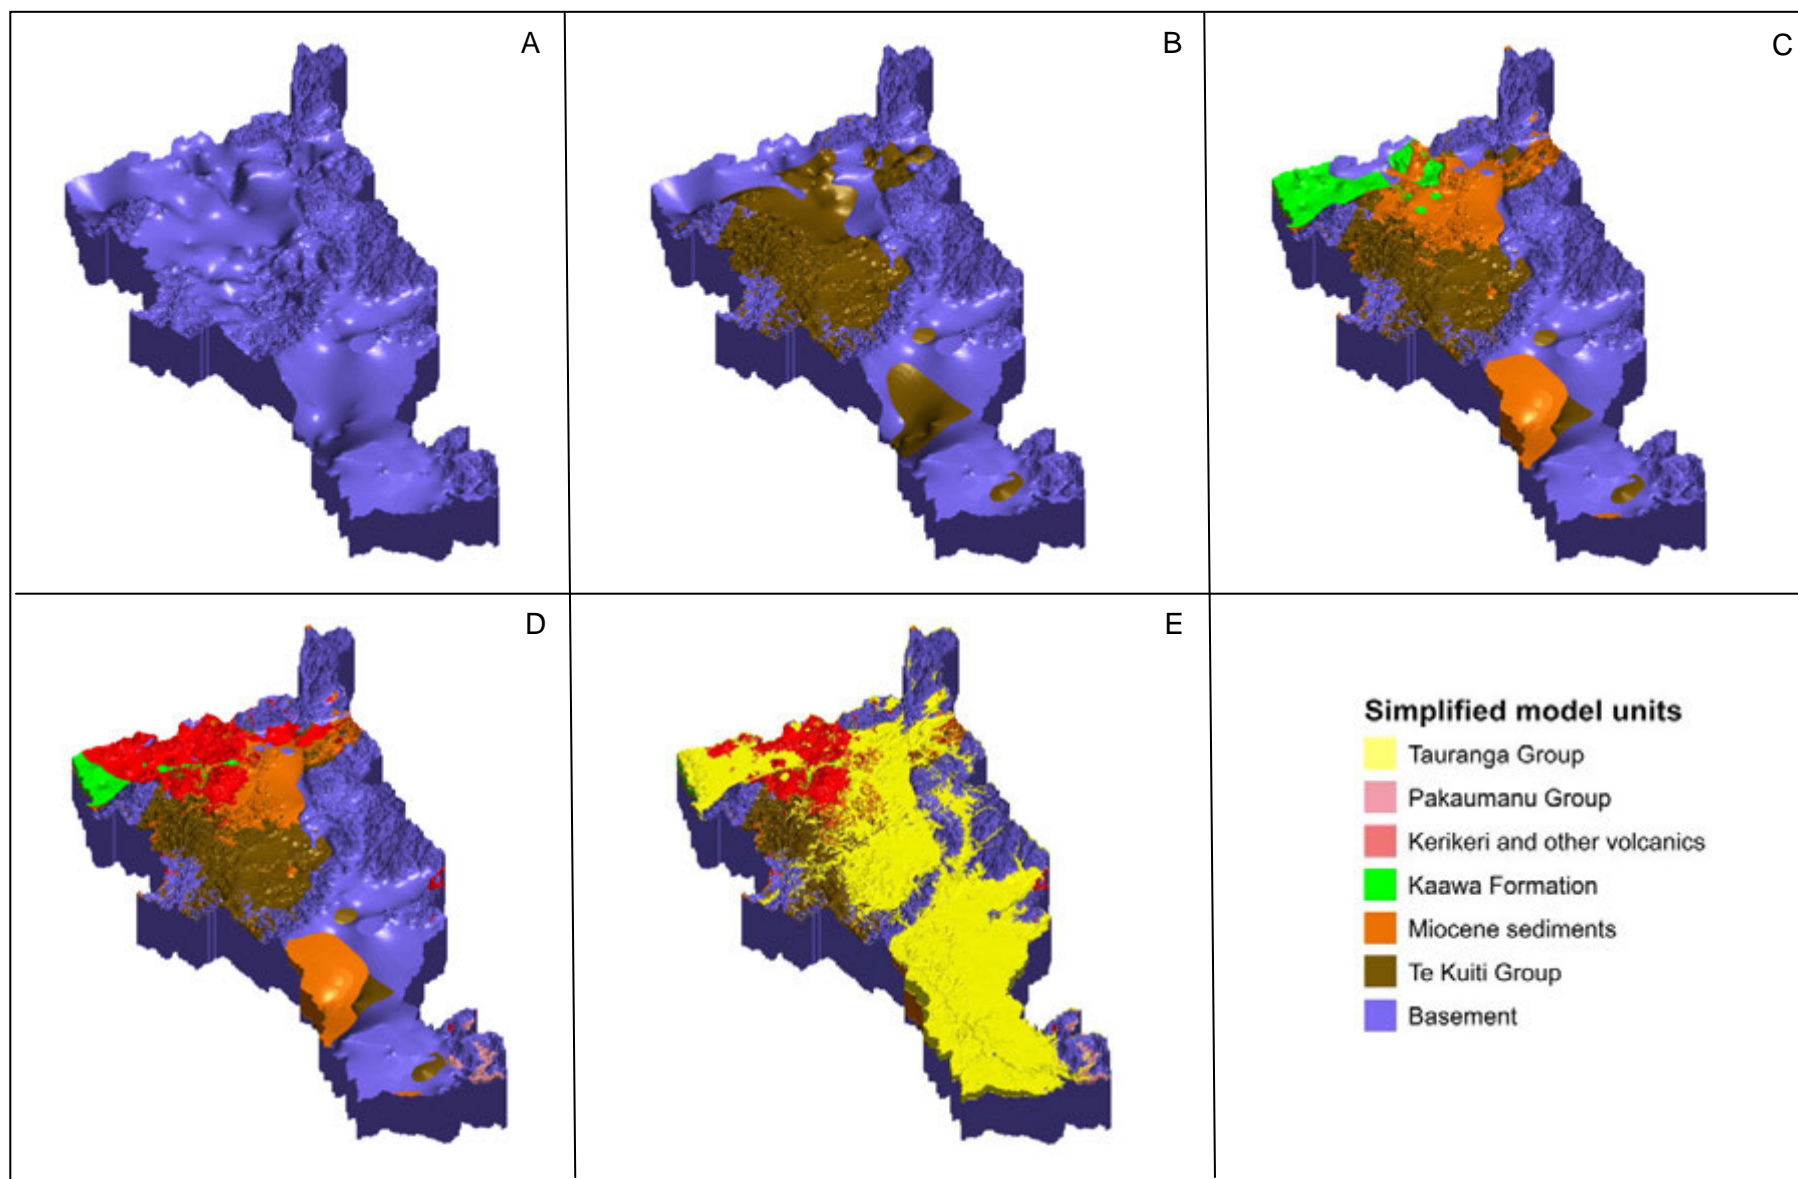 A
B
C
D
E
Simplified model units
Tauranga Group
Pakaumanu Group
Kerikeri and other volcanics
Kaawa Formation
Miocene sediments
Te Kuiti Group
Basement